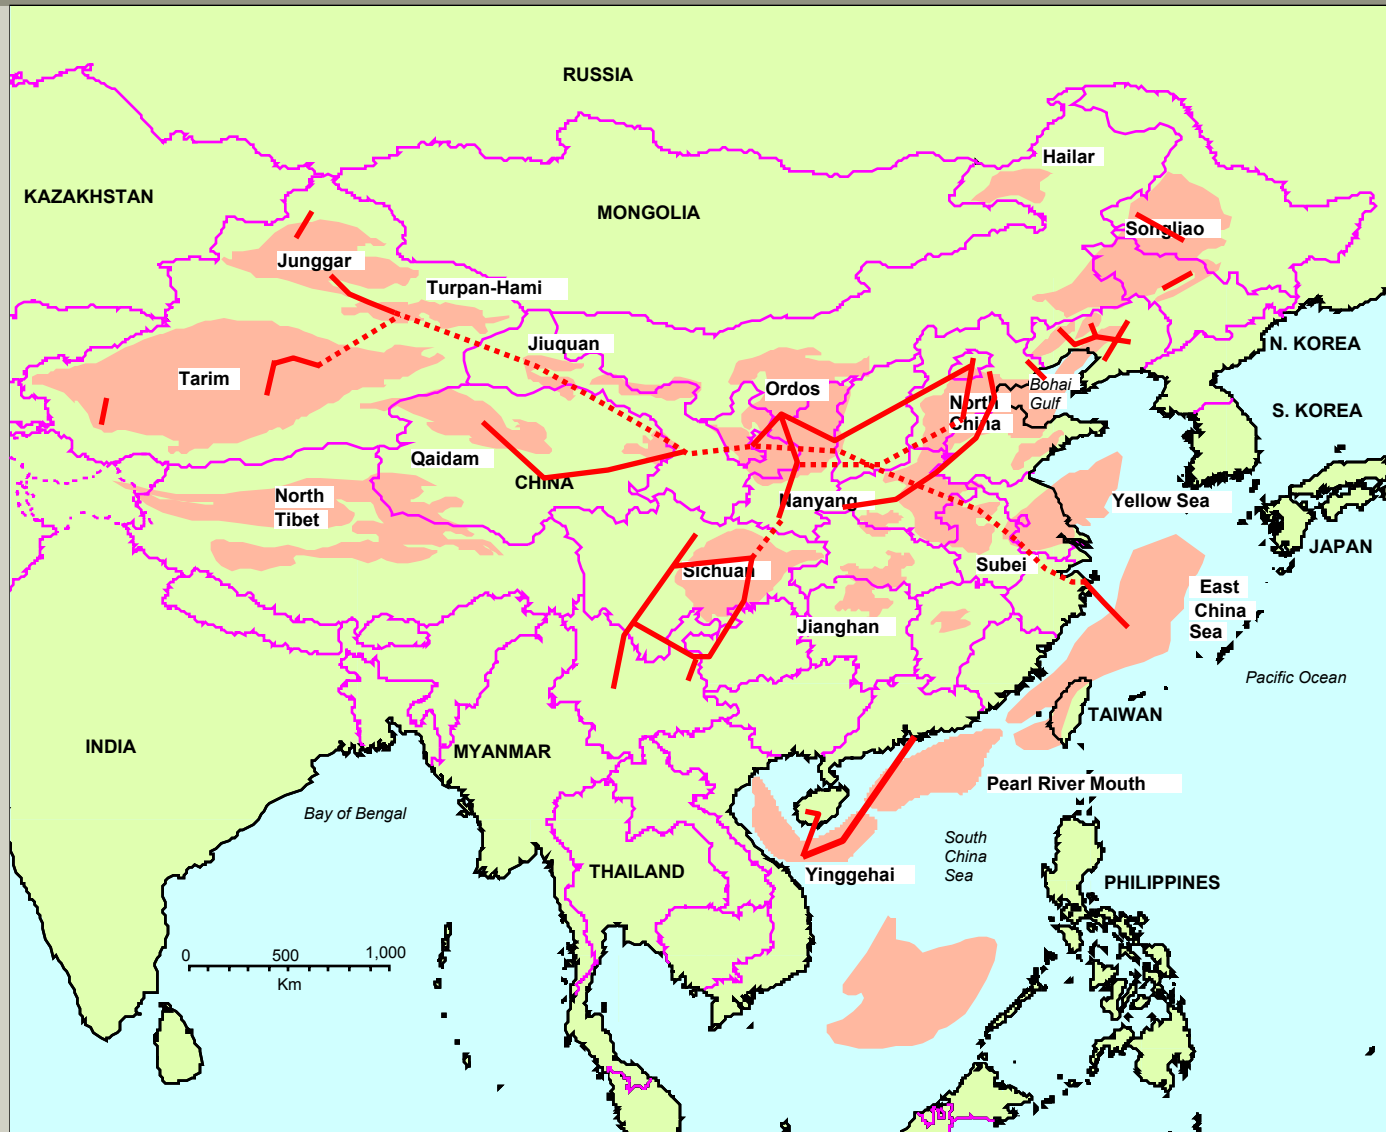 RUSSIA
Hailar
KAZAKHSTAN
MONGOLIA
Songliao
Junggar
Turpan-Hami
Jiuquan
N. KOREA
Tarim
Ordos
Bohai
Gulf
North
China
S. KOREA
Qaidam
CHINA
North
Tibet
Nanyang
Yellow Sea
JAPAN
Sichuan
Subei
East
China
Sea
Jianghan
Pacific Ocean
TAIWAN
INDIA
MYANMAR
Pearl River Mouth
Bay of Bengal
South
China
Sea
THAILAND
Yinggehai
PHILIPPINES
0 500 1,000
Km